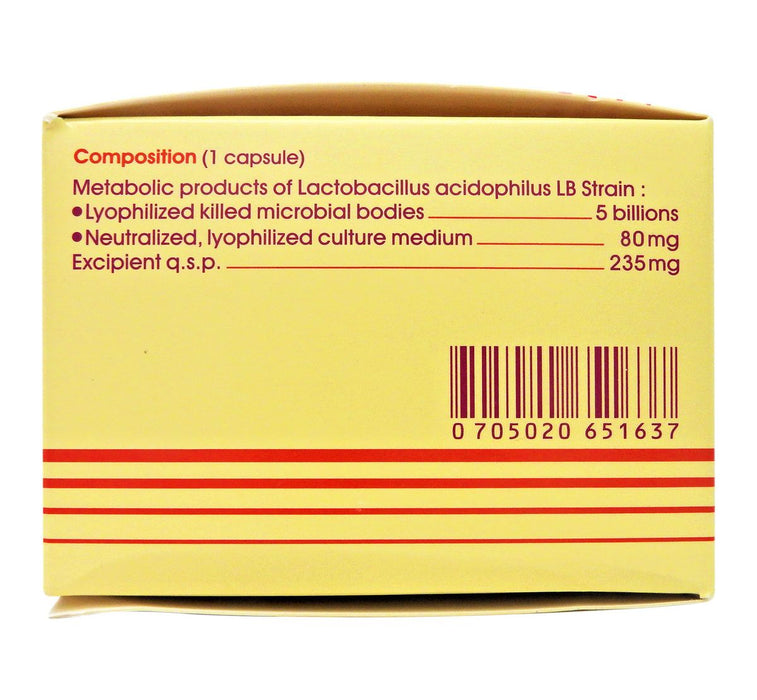 Composition (1 capsule)
Metabolic products of Lactobacillus acidophilus LB Strain :
•Lyophilized killed microbial bodies 5 billions
•Neutralized, lyophilized culture medium 80mg
Excipient q.s.p. 235mg
0 705020 651637